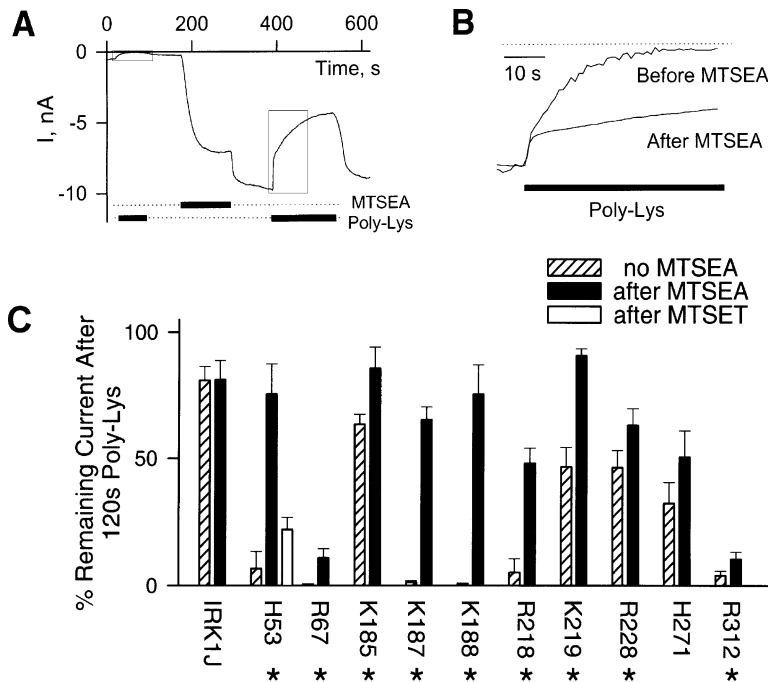 A
0 200 400 600
Time, s
0
-5
-10
I, nA
MTSEA
Poly-Lys
B
10 s
Before MTSEA
After MTSEA
Poly-Lys
C
no MTSEA
after MTSEA
after MTSET
% Remaining Current After
120s Poly-Lys
100
50
0
IRK1J
H53 *
R67 *
K185 *
K187 *
K188 *
R218 *
K219 *
R228 *
H271
R312 *